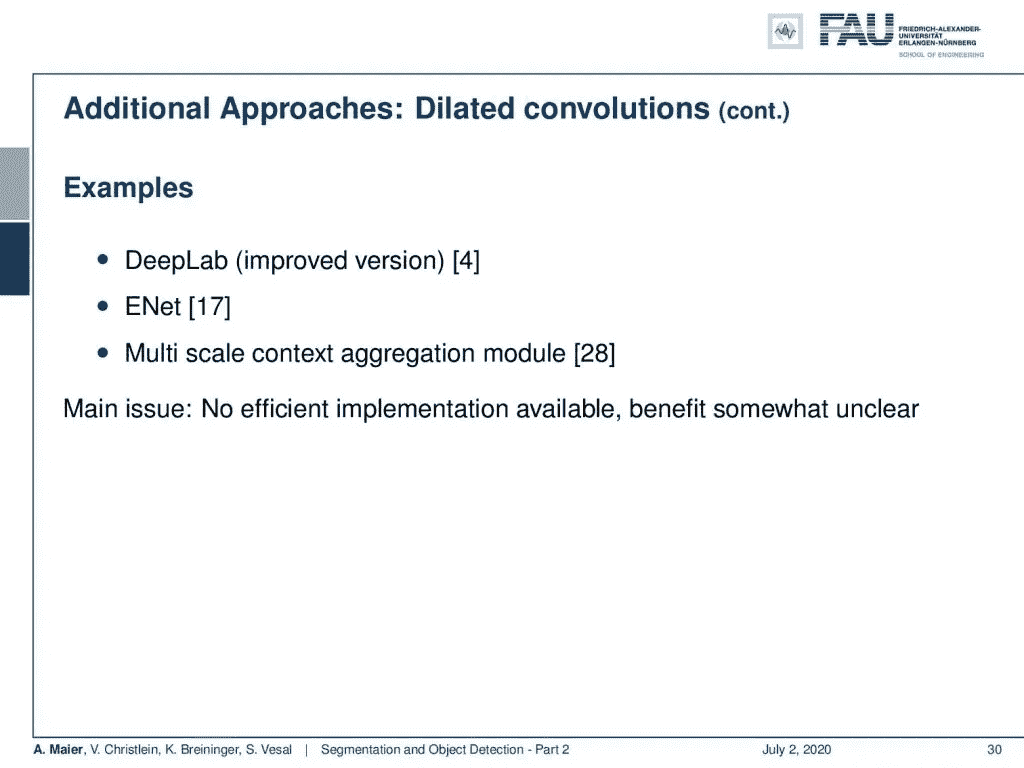 FAU
FRIEDRICH-ALEXANDER-
UNIVERSITÄT
ERLANGEN-NÜRNBERG
SCHOOL OF ENGINEERING
Additional Approaches: Dilated convolutions (cont.)
Examples
• DeepLab (improved version) [4]
• ENet [17]
• Multi scale context aggregation module [28]
Main issue: No efficient implementation available, benefit somewhat unclear
A. Maier, V. Christlein, K. Breininger, S. Vesal | Segmentation and Object Detection - Part 2 July 2, 2020 30